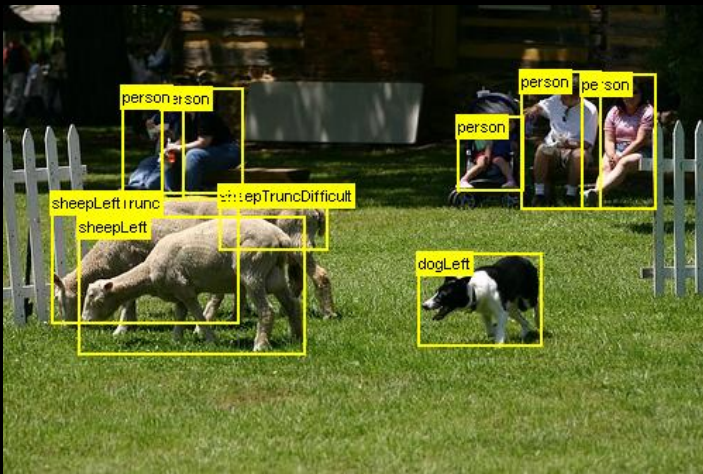 person
person
person
person
person
sheepLeftTrunc
sheepTruncDifficult
sheepLeft
dogLeft